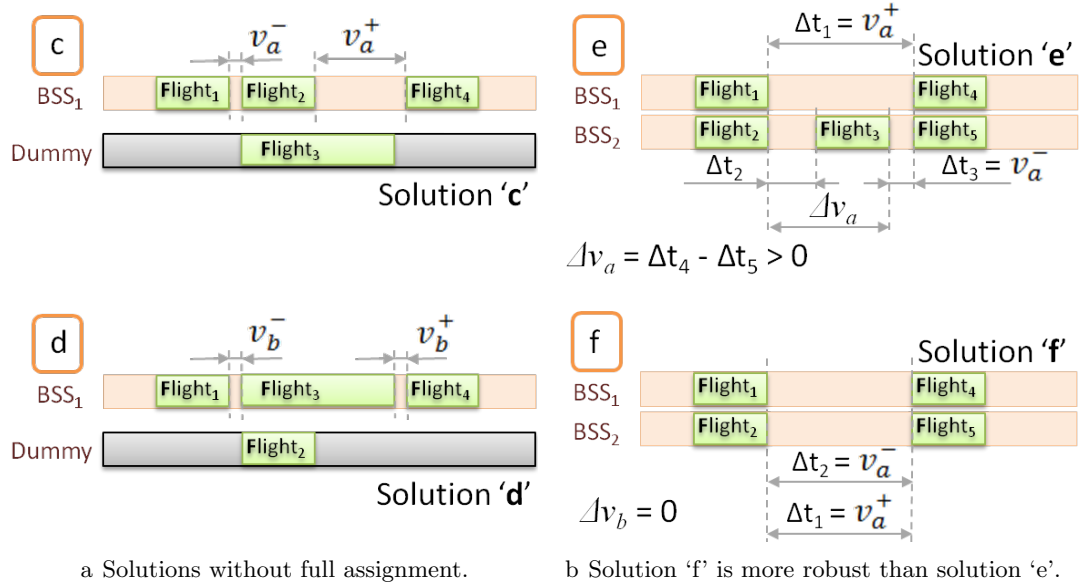 c
v_a^- v_a^+
BSS₁ Flight₁ Flight₂ Flight₄
Dummy Flight₃
Solution 'c'
d
v_b^- v_b^+
BSS₁ Flight₁ Flight₃ Flight₄
Dummy Flight₂
Solution 'd'
a Solutions without full assignment.
e
Δt₁ = v_a^+
Solution 'e'
BSS₁ Flight₁ Flight₄
BSS₂ Flight₂ Flight₃ Flight₅
Δt₂ Δt₃ = v_a^-
Δv_a
Δv_a = Δt₄ - Δt₅ > 0
f
Solution 'f'
BSS₁ Flight₁ Flight₄
BSS₂ Flight₂ Flight₅
Δt₂ = v_a^-
Δv_b = 0
Δt₁ = v_a^+
b Solution 'f' is more robust than solution 'e'.